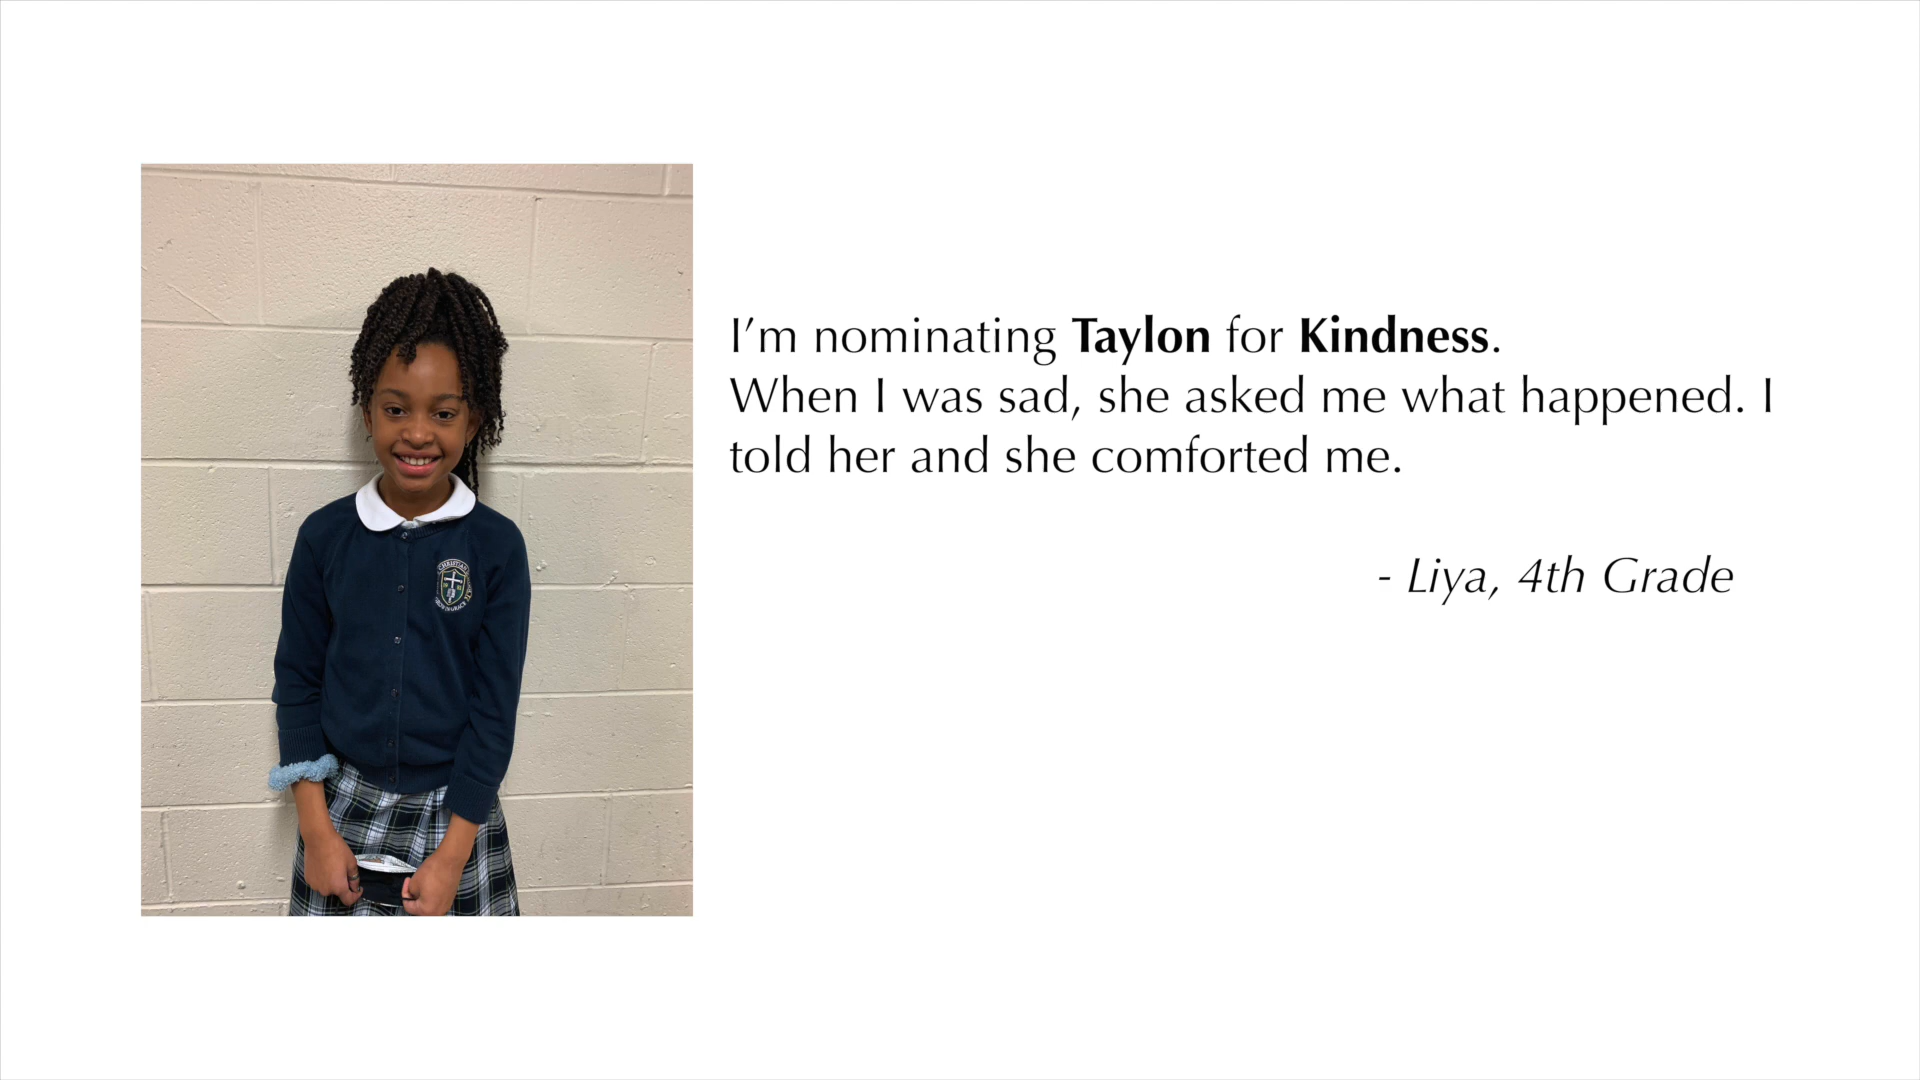 I’m nominating Taylon for Kindness.
When I was sad, she asked me what happened. I
told her and she comforted me.
- Liya, 4th Grade
CHRISTIAN